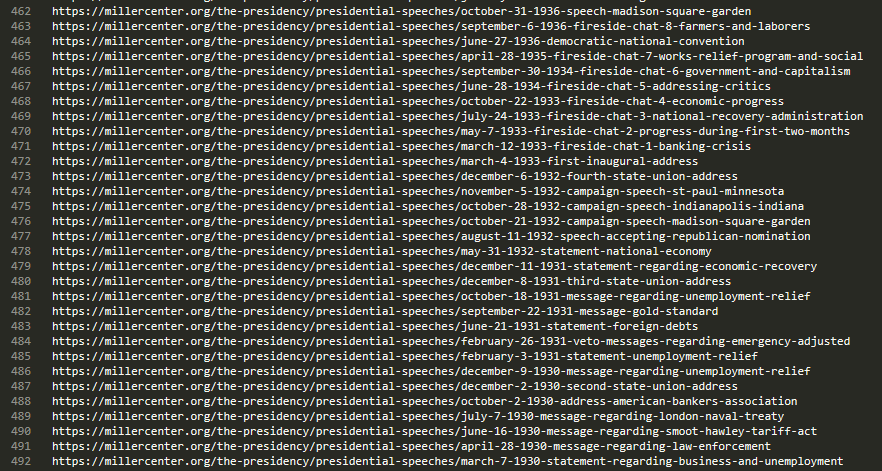 462 https://millercenter.org/the-presidency/presidential-speeches/october-31-1936-speech-madison-square-garden
463 https://millercenter.org/the-presidency/presidential-speeches/september-6-1936-fireside-chat-8-farmers-and-laborers
464 https://millercenter.org/the-presidency/presidential-speeches/june-27-1936-democratic-national-convention
465 https://millercenter.org/the-presidency/presidential-speeches/april-28-1935-fireside-chat-7-works-relief-program-and-social
466 https://millercenter.org/the-presidency/presidential-speeches/september-30-1934-fireside-chat-6-government-and-capitalism
467 https://millercenter.org/the-presidency/presidential-speeches/june-28-1934-fireside-chat-5-addressing-critics
468 https://millercenter.org/the-presidency/presidential-speeches/october-22-1933-fireside-chat-4-economic-progress
469 https://millercenter.org/the-presidency/presidential-speeches/july-24-1933-fireside-chat-3-national-recovery-administration
470 https://millercenter.org/the-presidency/presidential-speeches/may-7-1933-fireside-chat-2-progress-during-first-two-months
471 https://millercenter.org/the-presidency/presidential-speeches/march-12-1933-fireside-chat-1-banking-crisis
472 https://millercenter.org/the-presidency/presidential-speeches/march-4-1933-first-inaugural-address
473 https://millercenter.org/the-presidency/presidential-speeches/december-6-1932-fourth-state-union-address
474 https://millercenter.org/the-presidency/presidential-speeches/november-5-1932-campaign-speech-st-paul-minnesota
475 https://millercenter.org/the-presidency/presidential-speeches/october-28-1932-campaign-speech-indianapolis-indiana
476 https://millercenter.org/the-presidency/presidential-speeches/october-21-1932-campaign-speech-madison-square-garden
477 https://millercenter.org/the-presidency/presidential-speeches/august-11-1932-speech-accepting-republican-nomination
478 https://millercenter.org/the-presidency/presidential-speeches/may-31-1932-statement-national-economy
479 https://millercenter.org/the-presidency/presidential-speeches/december-11-1931-statement-regarding-economic-recovery
480 https://millercenter.org/the-presidency/presidential-speeches/december-8-1931-third-state-union-address
481 https://millercenter.org/the-presidency/presidential-speeches/october-18-1931-message-regarding-unemployment-relief
482 https://millercenter.org/the-presidency/presidential-speeches/september-22-1931-message-gold-standard
483 https://millercenter.org/the-presidency/presidential-speeches/june-21-1931-statement-foreign-debts
484 https://millercenter.org/the-presidency/presidential-speeches/february-26-1931-veto-messages-regarding-emergency-adjusted
485 https://millercenter.org/the-presidency/presidential-speeches/february-3-1931-statement-unemployment-relief
486 https://millercenter.org/the-presidency/presidential-speeches/december-9-1930-message-regarding-unemployment-relief
487 https://millercenter.org/the-presidency/presidential-speeches/december-2-1930-second-state-union-address
488 https://millercenter.org/the-presidency/presidential-speeches/october-2-1930-address-american-bankers-association
489 https://millercenter.org/the-presidency/presidential-speeches/july-7-1930-message-regarding-london-naval-treaty
490 https://millercenter.org/the-presidency/presidential-speeches/june-16-1930-message-regarding-smoot-hawley-tariff-act
491 https://millercenter.org/the-presidency/presidential-speeches/april-28-1930-message-regarding-law-enforcement
492 https://millercenter.org/the-presidency/presidential-speeches/march-7-1930-statement-regarding-business-and-unemployment